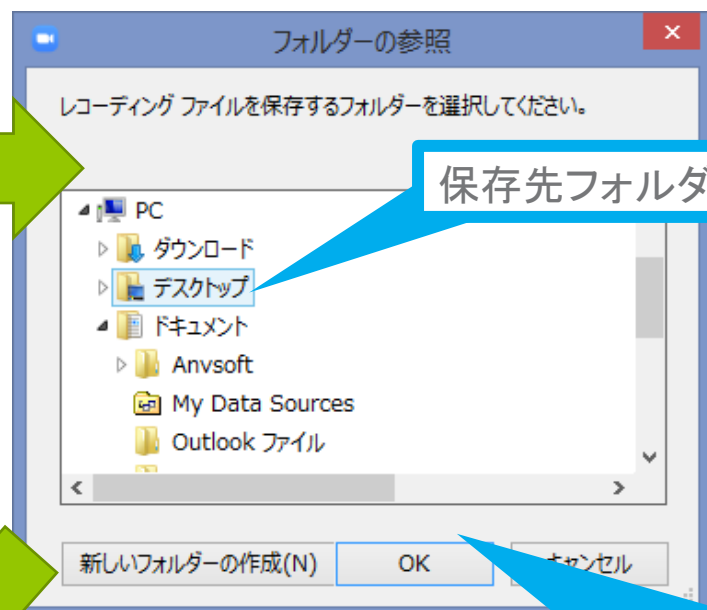 フォルダーの参照
レコーディング ファイルを保存するフォルダーを選択してください。
保存先フォルダ
PC
ダウンロード
デスクトップ
ドキュメント
Anvsoft
My Data Sources
Outlook ファイル
新しいフォルダーの作成(N) OK キャンセル